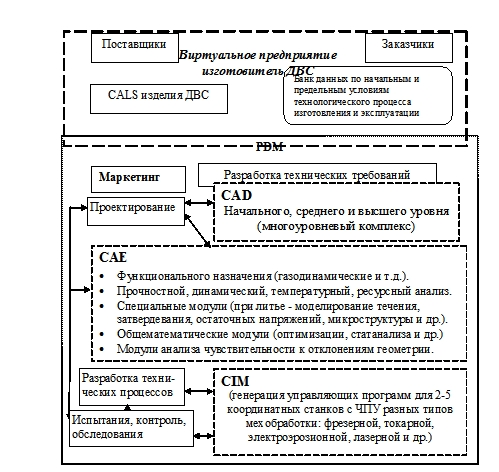 Поставщики
Заказчики
Виртуальное предприятие
изготовитель ДВС
CALS изделия ДВС
Банк данных по начальным и
предельным условиям
технологического процесса
изготовления и эксплуатации
PDM
Маркетинг
Разработка технических требований
Проектирование
CAD
Начального, среднего и высшего уровня
(многоуровневый комплекс)
CAE
• Функционального назначения (газодинамические и т.д.).
• Прочностной, динамический, температурный, ресурсный анализ.
• Специальные модули (при литье - моделирование течения,
затвердевания, остаточных напряжений, микроструктуры и др.).
• Общематематические модули (оптимизации, статанализа и др.)
• Модули анализа чувствительности к отклонениям геометрии.
Разработка техни-
ческих процессов
CIM
(генерация управляющих программ для 2-5
координатных станков с ЧПУ разных типов
мехобработки: фрезерной, токарной,
электроэрозионной, лазерной и др.)
Испытания, контроль,
обследования